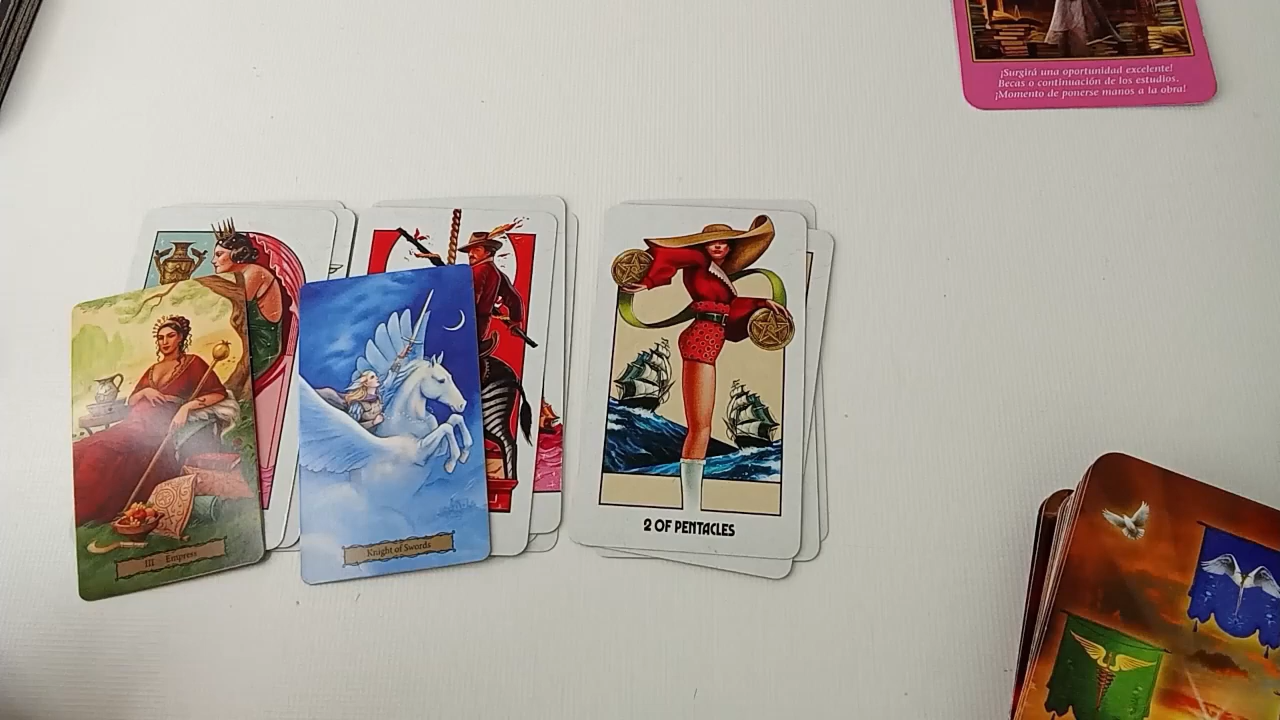 ¡Surgirá una oportunidad excelente!
Becas o continuación de los estudios.
¡Momento de ponerse manos a la obra!
2 OF PENTACLES
Knight of Swords
III Empress